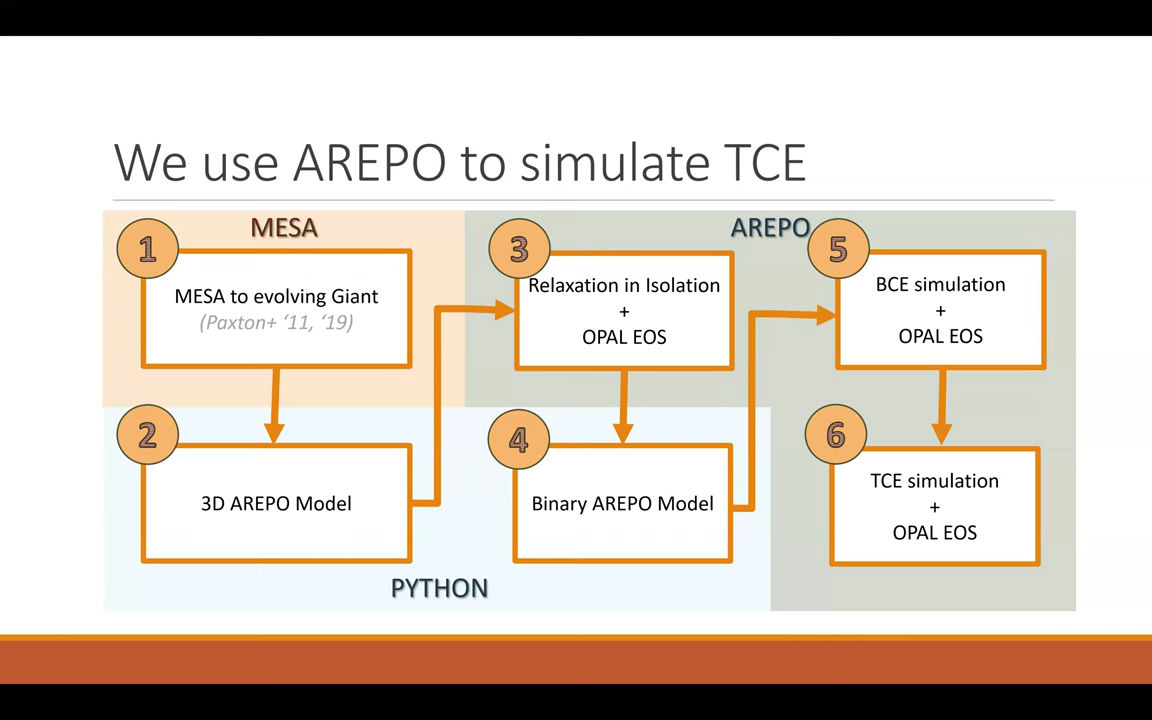 We use AREPO to simulate TCE
MESA
AREPO
1
MESA to evolving Giant
(Paxton+ ‘11, ‘19)
3
Relaxation in Isolation
+
OPAL EOS
5
BCE simulation
+
OPAL EOS
2
3D AREPO Model
4
Binary AREPO Model
6
TCE simulation
+
OPAL EOS
PYTHON